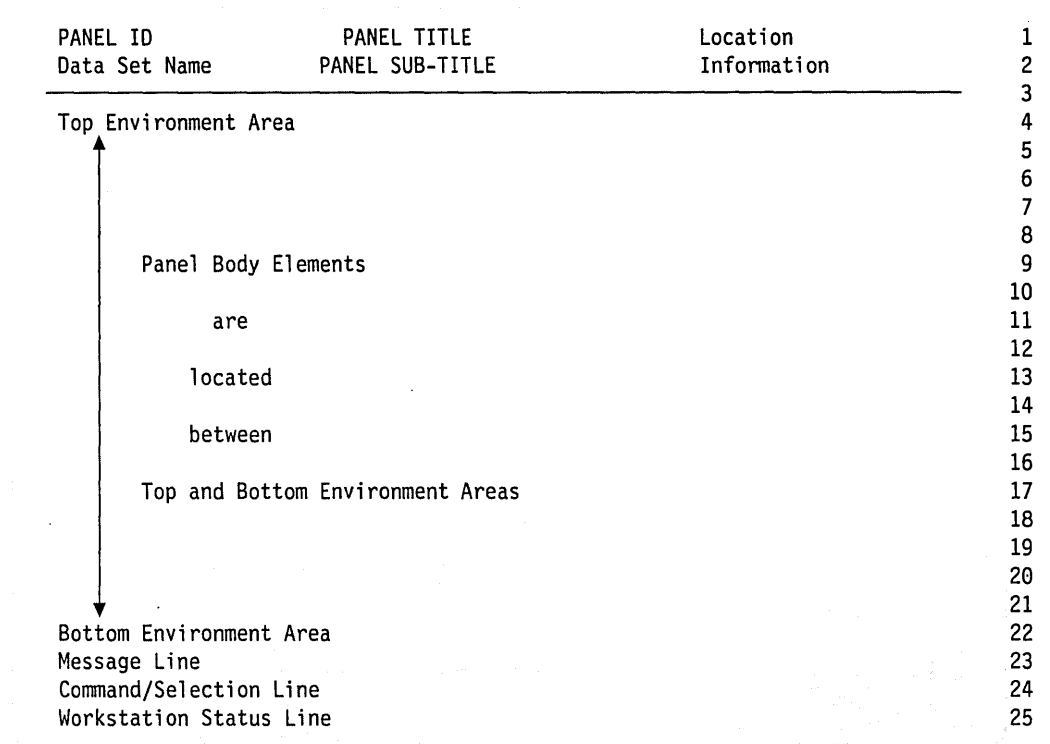 PANEL ID PANEL TITLE Location 1
Data Set Name PANEL SUB-TITLE Information 2
3
Top Environment Area 4
5
6
7
8
Panel Body Elements 9
10
are 11
12
located 13
14
between 15
16
Top and Bottom Environment Areas 17
18
19
20
21
Bottom Environment Area 22
Message Line 23
Command/Selection Line 24
Workstation Status Line 25